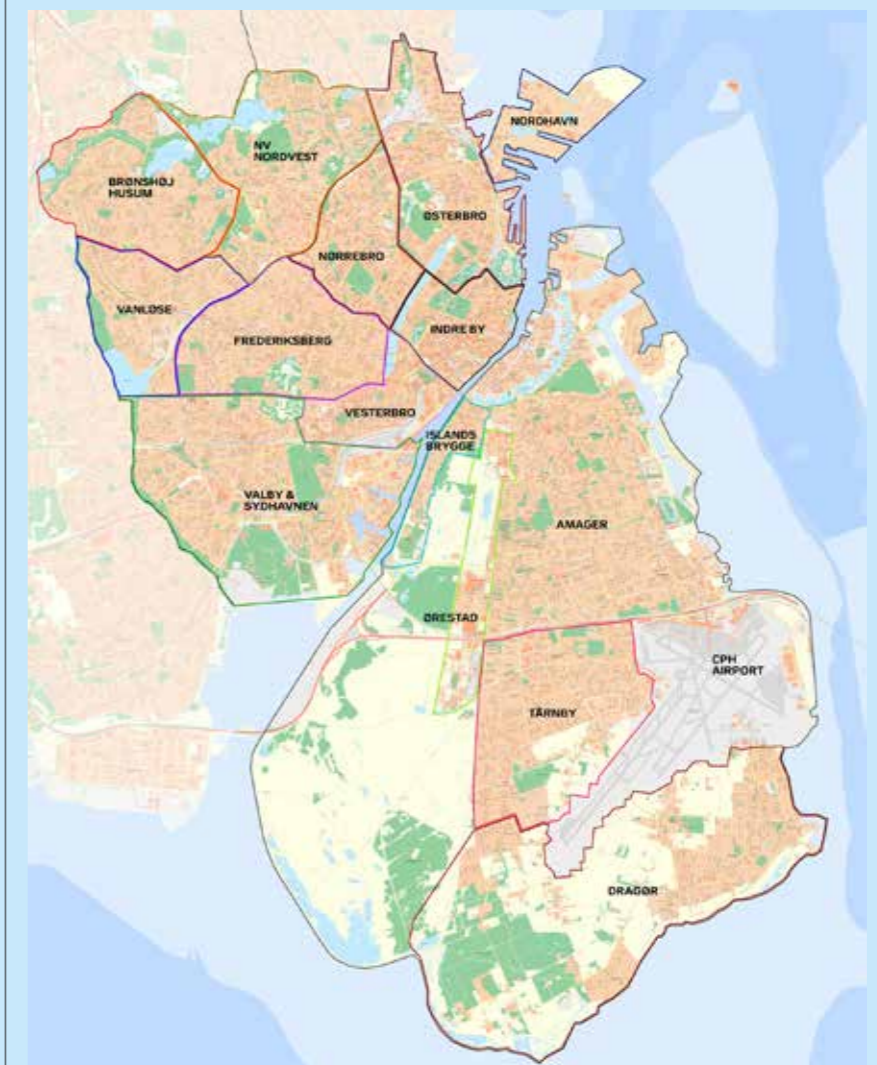 NORDHAVN
NV
NORDVEST
BRØNSHØJ
HUSUM
ØSTERBRO
NØRREBRO
VANLØSE
INDRE BY
FREDERIKSBERG
VESTERBRO
ISLANDS
BRYGGE
VALBY &
SYDHAVNEN
AMAGER
ØRESTAD
CPH
AIRPORT
TÅRNBY
DRAGØR